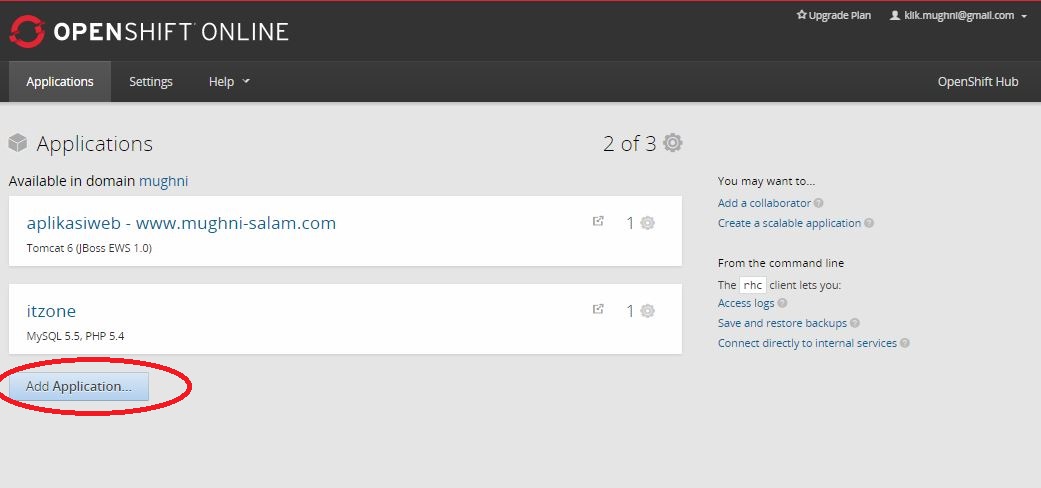 OPENSHIFT ONLINE
Upgrade Plan
klik.mughni@gmail.com
Applications
Settings
Help
OpenShift Hub
Applications
2 of 3
Available in domain mughni
aplikasiweb - www.mughni-salam.com
1
Tomcat 6 (JBoss EWS 1.0)
itzone
1
MySQL 5.5, PHP 5.4
Add Application...
You may want to...
Add a collaborator ?
Create a scalable application ?
From the command line
The rhc client lets you:
Access logs ?
Save and restore backups ?
Connect directly to internal services ?